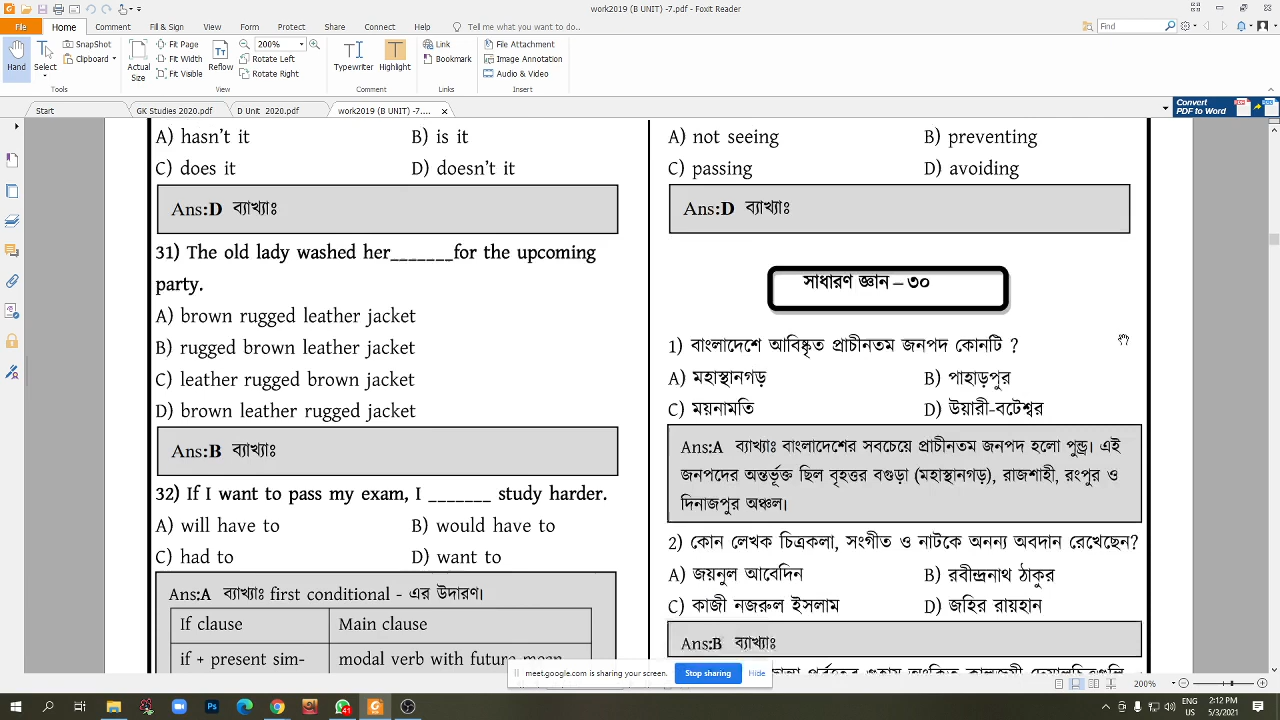 work2019 (B UNIT) -7.pdf - Foxit Reader
File Home Comment Fill & Sign View Form Protect Share Connect Help Tell me what you want to do...
Find
Hand
Select
SnapShot
Clipboard
Tools
Actual
Size
Fit Page
Fit Width
Fit Visible
Reflow
200%
Rotate Left
Rotate Right
View
Typewriter
Highlight
Comment
Link
Bookmark
Links
File Attachment
Image Annotation
Audio & Video
Insert
Start GK Studies 2020.pdf D Unit 2020.pdf work2019 (B UNIT) -7....
Convert
PDF to Word
A) hasn’t it B) is it
C) does it D) doesn’t it
Ans:D ব্যাখ্যাঃ
31) The old lady washed her_______for the upcoming
party.
A) brown rugged leather jacket
B) rugged brown leather jacket
C) leather rugged brown jacket
D) brown leather rugged jacket
Ans:B ব্যাখ্যাঃ
32) If I want to pass my exam, I _______ study harder.
A) will have to B) would have to
C) had to D) want to
Ans:A ব্যাখ্যাঃ first conditional - এর উদারণ।
If clause Main clause
if + present sim- modal verb with future mean
A) not seeing B) preventing
C) passing D) avoiding
Ans:D ব্যাখ্যাঃ
সাধারণ জ্ঞান – ৩০
1) বাংলাদেশে আবিষ্কৃত প্রাচীনতম জনপদ কোনটি ?
A) মহাস্থানগড় B) পাহাড়পুর
C) ময়নামতি D) উয়ারী-বটেশ্বর
Ans:A ব্যাখ্যাঃ বাংলাদেশের সবচেয়ে প্রাচীনতম জনপদ হলো পুন্ড্র। এই
জনপদের অন্তর্ভূক্ত ছিল বৃহত্তর বগুড়া (মহাস্থানগড়), রাজশাহী, রংপুর ও
দিনাজপুর অঞ্চল।
2) কোন লেখক চিত্রকলা, সংগীত ও নাটকে অনন্য অবদান রেখেছেন?
A) জয়নুল আবেদিন B) রবীন্দ্রনাথ ঠাকুর
C) কাজী নজরুল ইসলাম D) জহির রায়হান
Ans:B ব্যাখ্যাঃ
meet.google.com is sharing your screen. Stop sharing Hide
200%
41
ENG
US
2:12 PM
5/3/2021